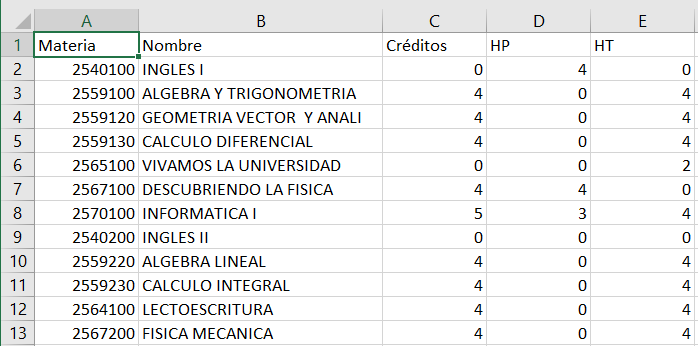 A B C D E
1 Materia Nombre Créditos HP HT
2 2540100 INGLES I 0 4 0
3 2559100 ALGEBRA Y TRIGONOMETRIA 4 0 4
4 2559120 GEOMETRIA VECTOR Y ANALI 4 0 4
5 2559130 CALCULO DIFERENCIAL 4 0 4
6 2565100 VIVAMOS LA UNIVERSIDAD 0 0 2
7 2567100 DESCUBRIENDO LA FISICA 4 4 0
8 2570100 INFORMATICA I 5 3 4
9 2540200 INGLES II 0 0 0
10 2559220 ALGEBRA LINEAL 4 0 4
11 2559230 CALCULO INTEGRAL 4 0 4
12 2564100 LECTOESCRITURA 4 0 4
13 2567200 FISICA MECANICA 4 0 4